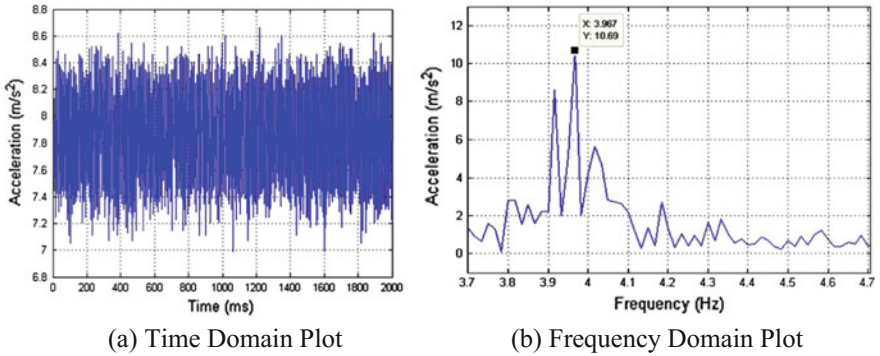 8.8
8.6
8.4
8.2
8
7.8
7.6
7.4
7.2
7
6.8
Acceleration (m/s²)
0 200 400 600 800 1000 1200 1400 1600 1800 2000
Time (ms)
(a) Time Domain Plot
X: 3.967
Y: 10.69
12
10
8
6
4
2
0
Acceleration (m/s²)
3.7 3.8 3.9 4 4.1 4.2 4.3 4.4 4.5 4.6 4.7
Frequency (Hz)
(b) Frequency Domain Plot